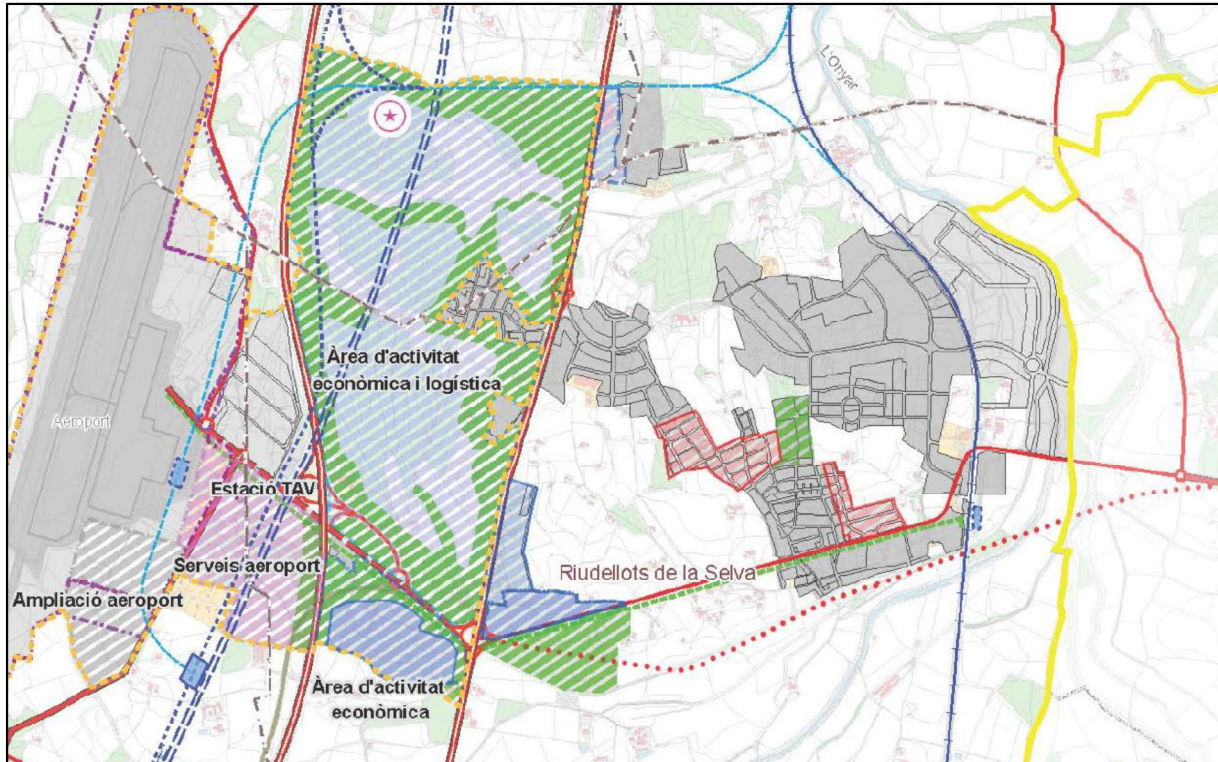 L'Onyar
Àrea d'activitat
econòmica i logística
Aeroport
Estació TAV
Serveis aeroport
Riudellots de la Selva
Ampliació aeroport
Àrea d'activitat
econòmica